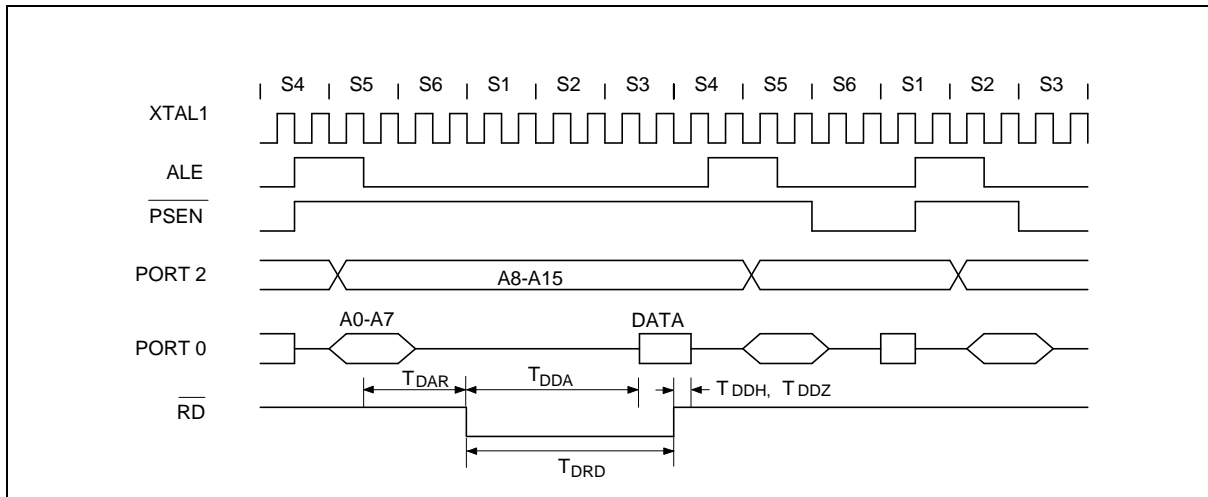 S4 S5 S6 S1 S2 S3 S4 S5 S6 S1 S2 S3
XTAL1
ALE
PSEN
PORT 2
A8-A15
A0-A7 DATA
PORT 0
TDAR TDDA TDDH, TDDZ
RD
TDRD